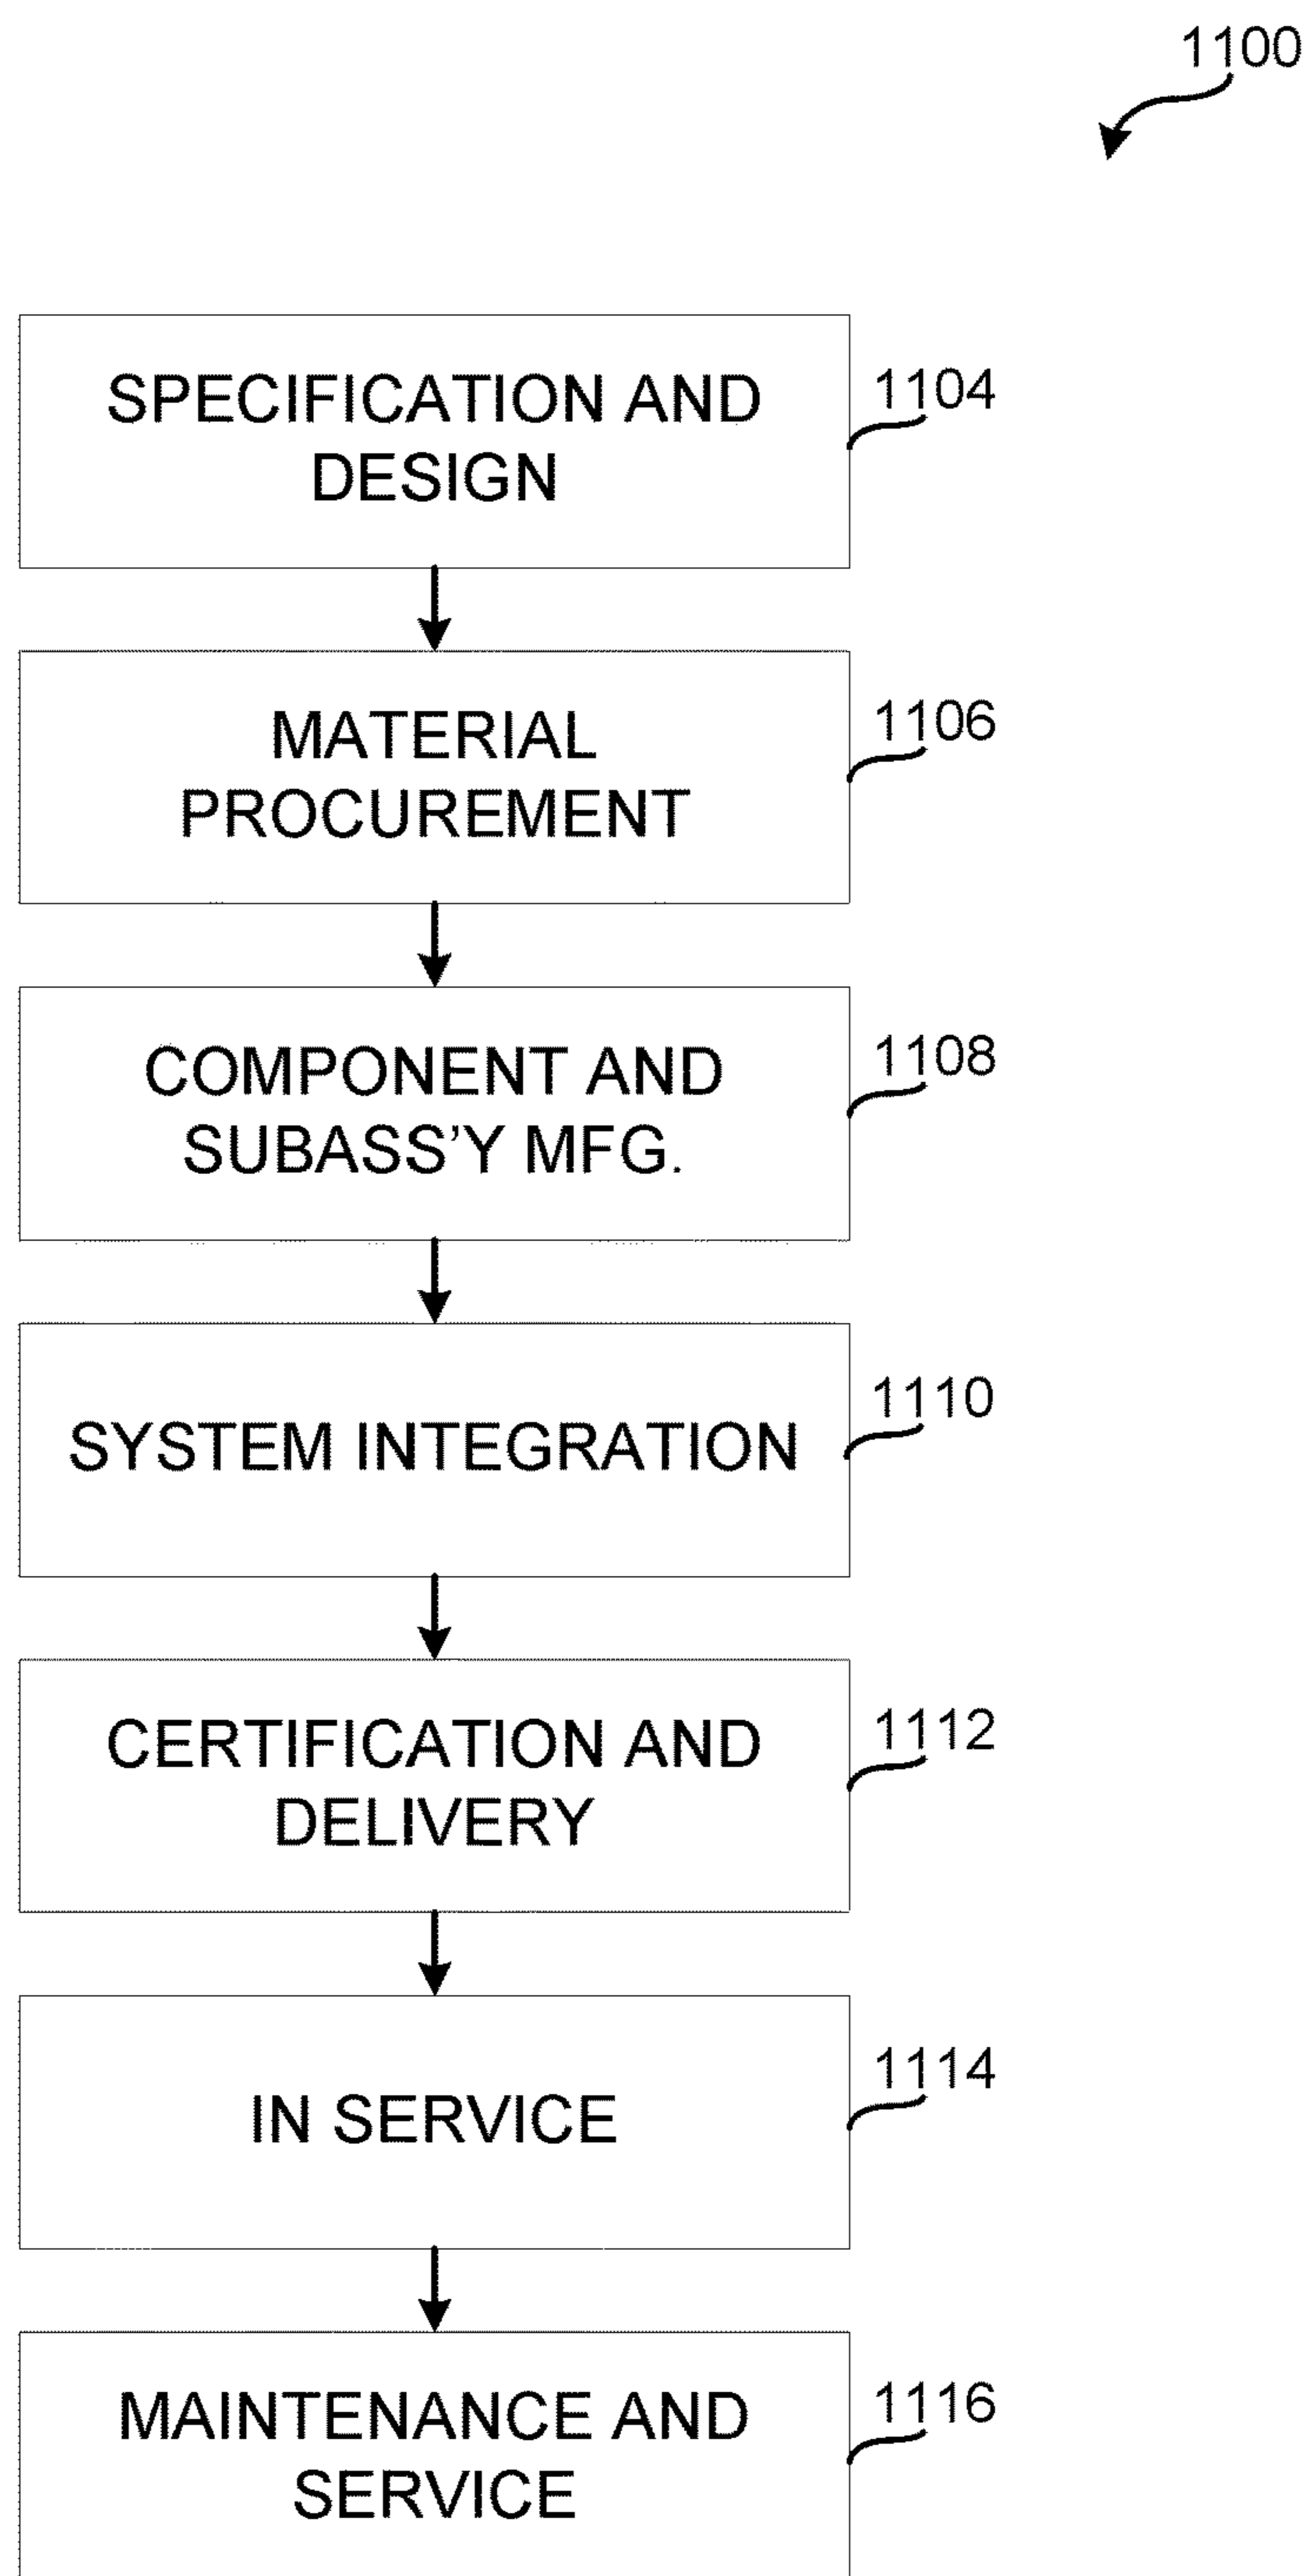 1100
SPECIFICATION AND
DESIGN
1104
MATERIAL
PROCUREMENT
1106
COMPONENT AND
SUBASS’Y MFG.
1108
SYSTEM INTEGRATION
1110
CERTIFICATION AND
DELIVERY
1112
IN SERVICE
1114
MAINTENANCE AND
SERVICE
1116